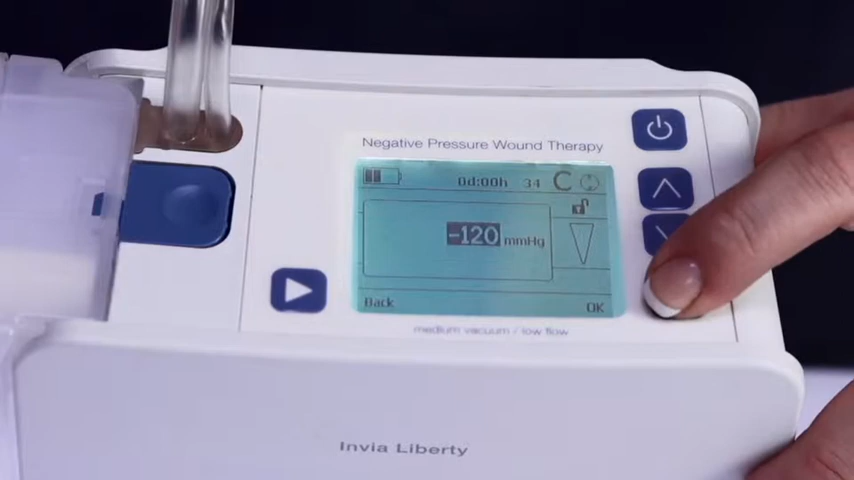 Negative Pressure Wound Therapy
0d:00h 34 C
-120 mmHg
Back OK
medium vacuum / low flow
Invia Liberty